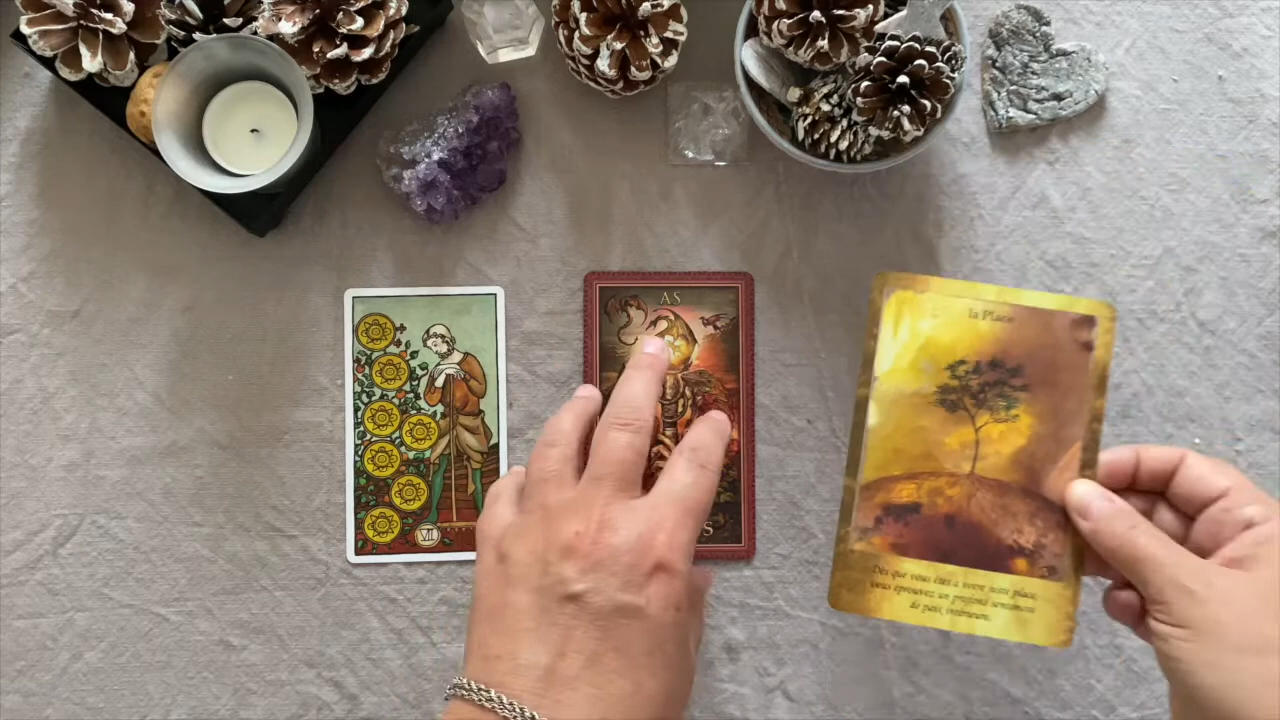 VII
AS
S
la Place
Dès que vous êtes à votre juste place,
vous éprouvez un profond sentiment
de paix intérieure.